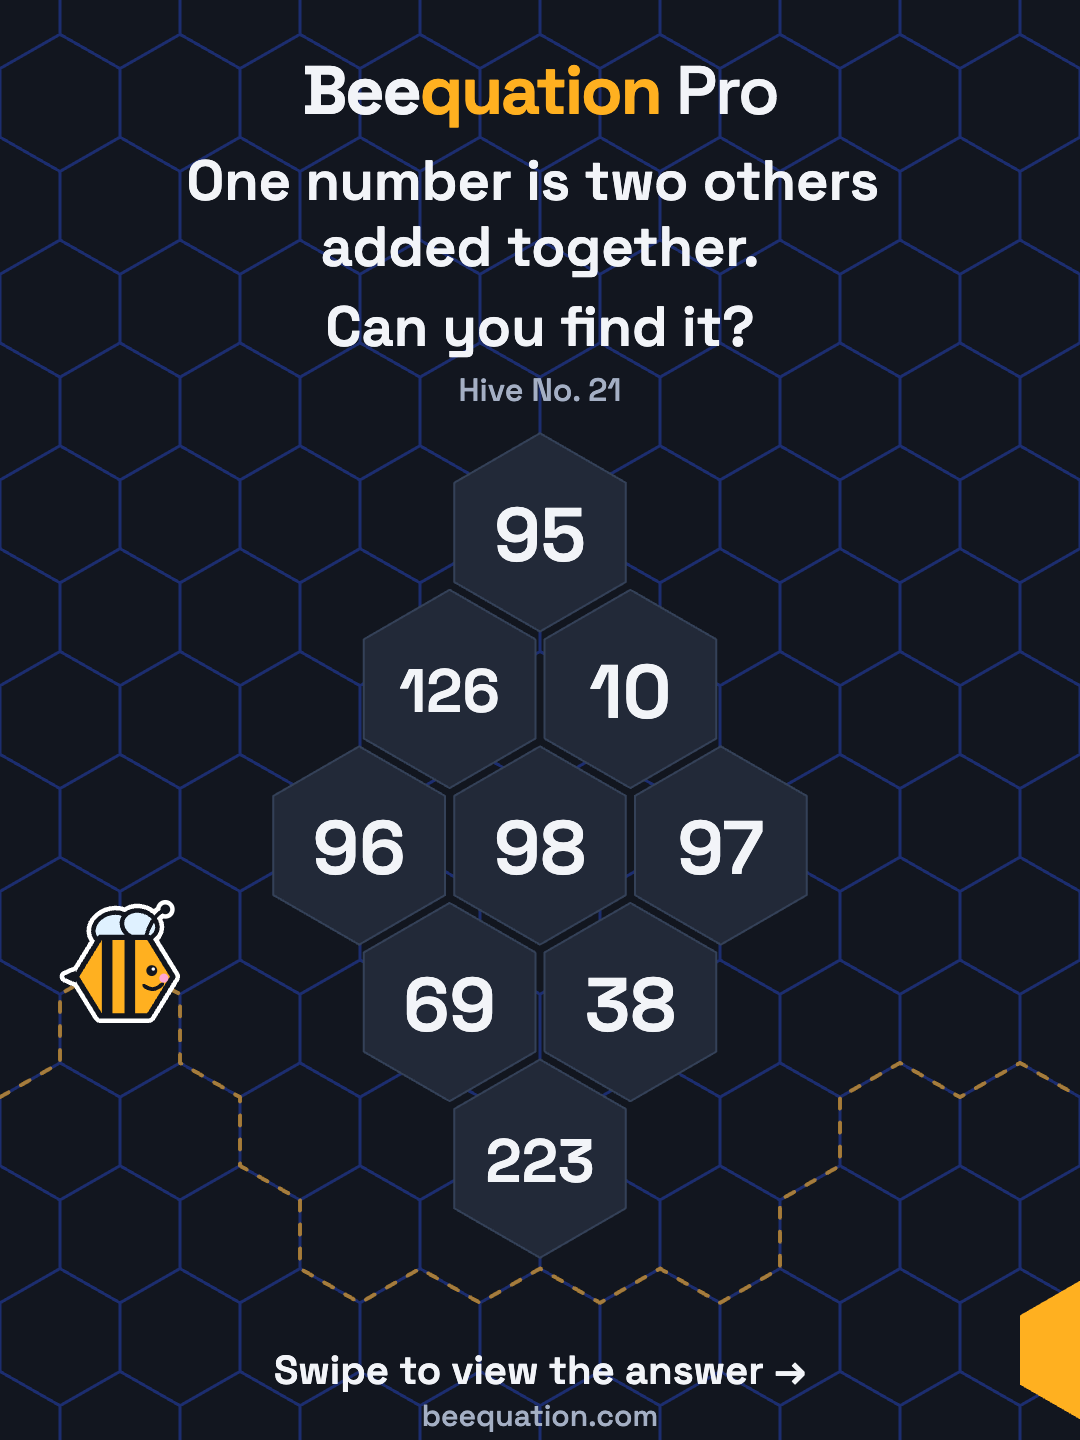 Beequation Pro
One number is two others
added together.
Can you find it?
Hive No. 21
95
126 10
96 98 97
69 38
223
Swipe to view the answer →
beequation.com